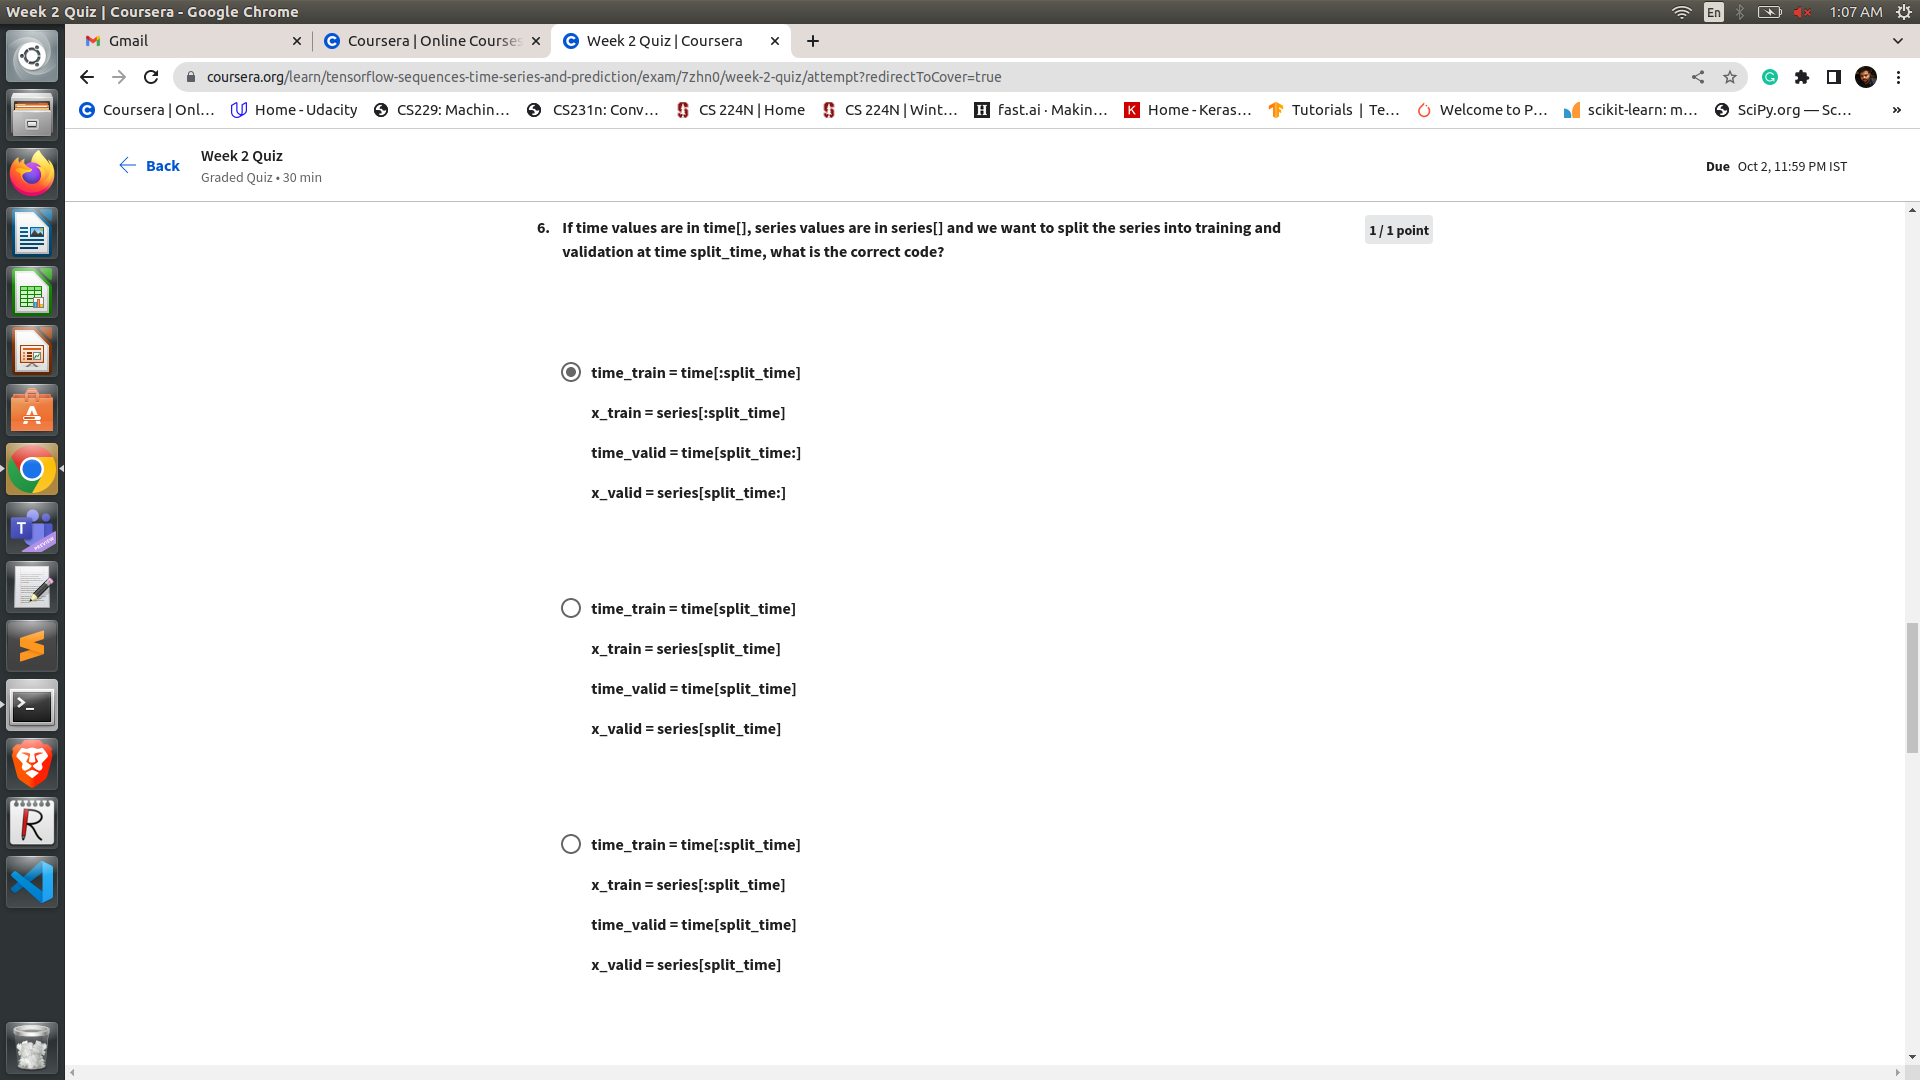 Week 2 Quiz | Coursera - Google Chrome
En
1:07 AM
Gmail
Coursera | Online Courses
Week 2 Quiz | Coursera
coursera.org/learn/tensorflow-sequences-time-series-and-prediction/exam/7zhn0/week-2-quiz/attempt?redirectToCover=true
Coursera | Onl...
Home - Udacity
CS229: Machin...
CS231n: Conv...
CS 224N | Home
CS 224N | Wint...
fast.ai · Makin...
Home - Keras...
Tutorials | Te...
Welcome to P...
scikit-learn: m...
SciPy.org — Sc...
»
Back
Week 2 Quiz
Graded Quiz • 30 min
Due Oct 2, 11:59 PM IST
6. If time values are in time[], series values are in series[] and we want to split the series into training and
validation at time split_time, what is the correct code?
1 / 1 point
time_train = time[:split_time]
x_train = series[:split_time]
time_valid = time[split_time:]
x_valid = series[split_time:]
time_train = time[split_time]
x_train = series[split_time]
time_valid = time[split_time]
x_valid = series[split_time]
time_train = time[:split_time]
x_train = series[:split_time]
time_valid = time[split_time]
x_valid = series[split_time]